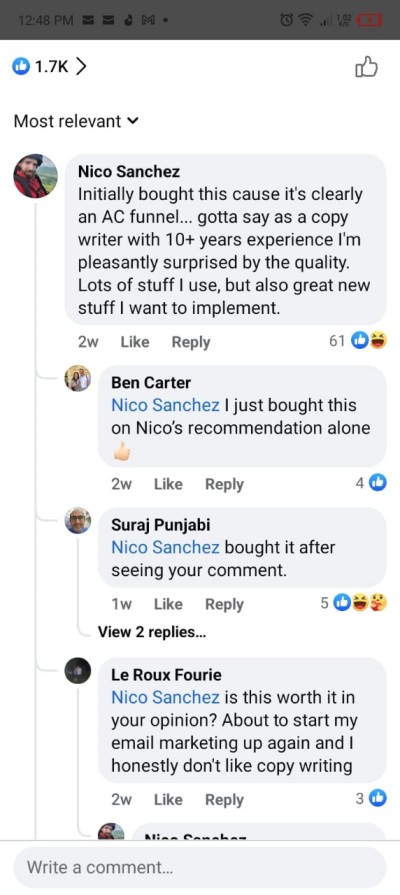 12:48 PM
1.7K
Most relevant
Nico Sanchez
Initially bought this cause it's clearly
an AC funnel... gotta say as a copy
writer with 10+ years experience I'm
pleasantly surprised by the quality.
Lots of stuff I use, but also great new
stuff I want to implement.
2w Like Reply 61
Ben Carter
Nico Sanchez I just bought this
on Nico’s recommendation alone
2w Like Reply 4
Suraj Punjabi
Nico Sanchez bought it after
seeing your comment.
1w Like Reply 5
View 2 replies...
Le Roux Fourie
Nico Sanchez is this worth it in
your opinion? About to start my
email marketing up again and I
honestly don't like copy writing
2w Like Reply 3
Nico Sanchez
Write a comment...